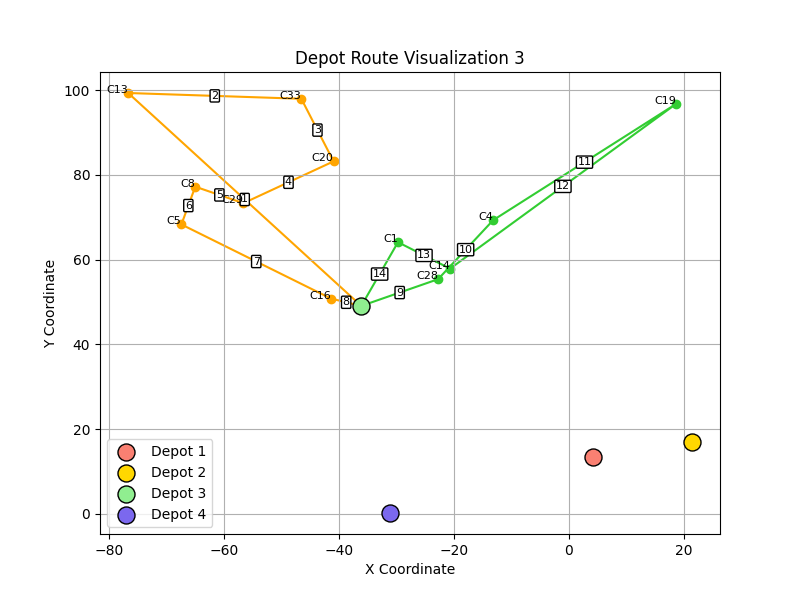 Depot Route Visualization 3
C13
2
C33
C19
3
C20
11
12
4
C8
5
C29
1
6
C5
C4
C1
10
13
7
C14
14
C28
9
C16
8
100
80
60
40
20
0
Y Coordinate
Depot 1
Depot 2
Depot 3
Depot 4
−80
−60
−40
−20
0
20
X Coordinate